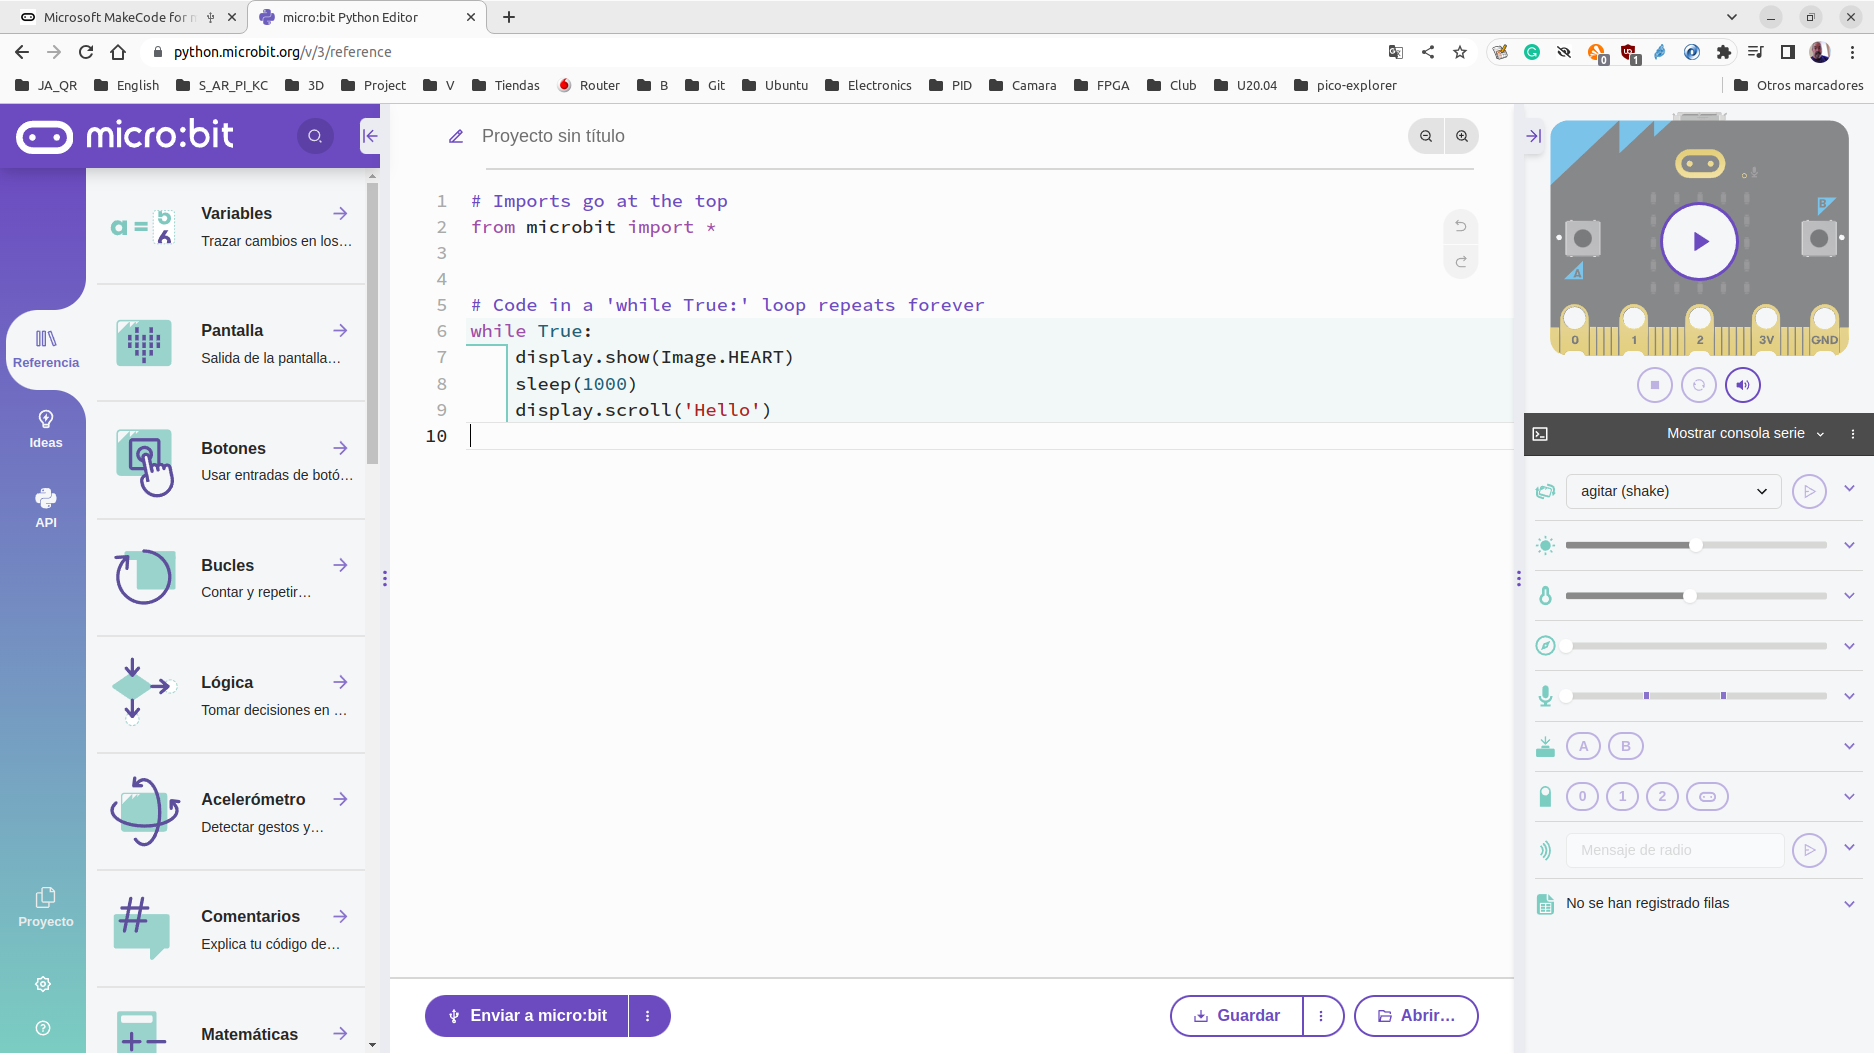 Microsoft MakeCode for
micro:bit Python Editor
python.microbit.org/v/3/reference
0
1
JA_QR
English
S_AR_PI_KC
3D
Project
V
Tiendas
Router
B
Git
Ubuntu
Electronics
PID
Camara
FPGA
Club
U20.04
pico-explorer
Otros marcadores
micro:bit
Referencia
Ideas
API
Proyecto
a = 5 6
Variables
Trazar cambios en los…
Pantalla
Salida de la pantalla…
Botones
Usar entradas de botó…
Bucles
Contar y repetir…
Lógica
Tomar decisiones en …
Acelerómetro
Detectar gestos y…
Comentarios
Explica tu código de…
Matemáticas
Proyecto sin título
1 # Imports go at the top
2 from microbit import *
3
4
5 # Code in a 'while True:' loop repeats forever
6 while True:
7 display.show(Image.HEART)
8 sleep(1000)
9 display.scroll('Hello')
10
Enviar a micro:bit
Guardar
Abrir…
B
A
0 1 2 3V GND
Mostrar consola serie
agitar (shake)
A B
0 1 2
Mensaje de radio
No se han registrado filas